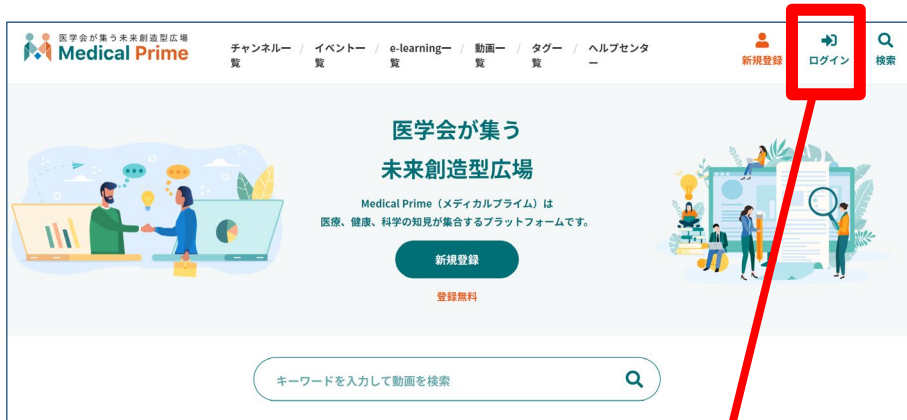 医学会が集う未来創造型広場
Medical Prime
チャンネル一覧 / イベント一覧 / e-learning一覧 / 動画一覧 / タグ一覧 / ヘルプセンター
新規登録
ログイン
検索
医学会が集う
未来創造型広場
Medical Prime（メディカルプライム）は
医療、健康、科学の知見が集合するプラットフォームです。
新規登録
登録無料
キーワードを入力して動画を検索